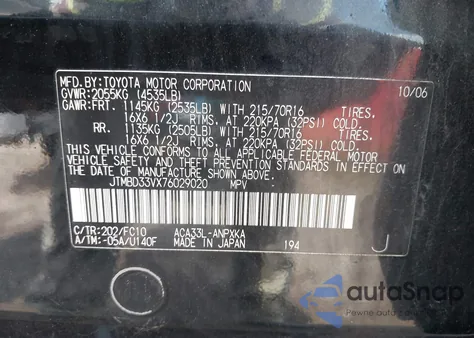 MFD.BY:TOYOTA MOTOR CORPORATION 10/06
GVWR:2055KG (4535LB)
GAWR:FRT. 1145KG (2535LB) WITH 215/70R16 TIRES.
16X6 1/2J RIMS. AT 220KPA (32PSI) COLD.
RR. 1135KG (2505LB) WITH 215/70R16 TIRES.
16X6 1/2J RIMS. AT 220KPA (32PSI) COLD.
THIS VEHICLE CONFORMS TO ALL APPLICABLE FEDERAL MOTOR
VEHICLE SAFETY AND THEFT PREVENTION STANDARDS IN EFFECT ON
THE DATE OF MANUFACTURE SHOWN ABOVE.
JTMBD33VX76029020 MPV
C/TR:202/FC10 ACA33L-ANPXKA
A/TM:-05A/U140F MADE IN JAPAN 194 J
autoSnap
Pewne auta z